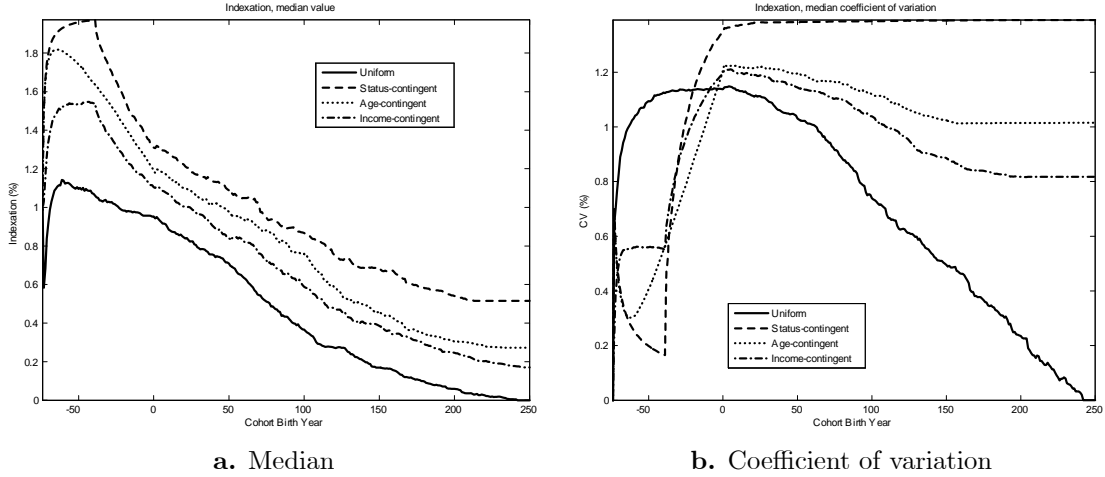 Indexation, median value
1.8
1.6
1.4
1.2
1
0.8
0.6
0.4
0.2
0
Indexation (%)
Uniform
Status-contingent
Age-contingent
Income-contingent
-50 0 50 100 150 200 250
Cohort Birth Year
a. Median
Indexation, median coefficient of variation
1.2
1
0.8
0.6
0.4
0.2
0
CV (%)
Uniform
Status-contingent
Age-contingent
Income-contingent
-50 0 50 100 150 200 250
Cohort Birth Year
b. Coefficient of variation